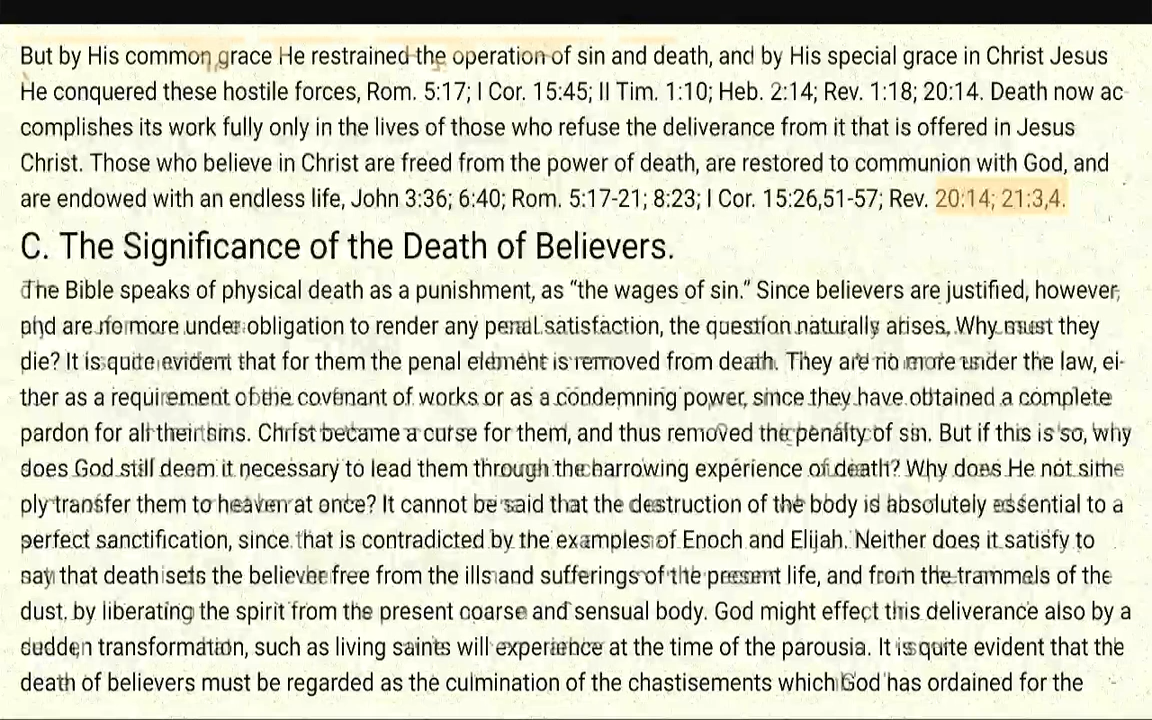 But by His common grace He restrained the operation of sin and death, and by His special grace in Christ Jesus
He conquered these hostile forces, Rom. 5:17; I Cor. 15:45; II Tim. 1:10; Heb. 2:14; Rev. 1:18; 20:14. Death now ac-
complishes its work fully only in the lives of those who refuse the deliverance from it that is offered in Jesus
Christ. Those who believe in Christ are freed from the power of death, are restored to communion with God, and
are endowed with an endless life, John 3:36; 6:40; Rom. 5:17-21; 8:23; I Cor. 15:26,51-57; Rev. 20:14; 21:3,4.
C. The Significance of the Death of Believers.
The Bible speaks of physical death as a punishment, as “the wages of sin.” Since believers are justified, however,
and are no more under obligation to render any penal satisfaction, the question naturally arises, Why must they
die? It is quite evident that for them the penal element is removed from death. They are no more under the law, ei-
ther as a requirement of the covenant of works or as a condemning power, since they have obtained a complete
pardon for all their sins. Christ became a curse for them, and thus removed the penalty of sin. But if this is so, why
does God still deem it necessary to lead them through the harrowing experience of death? Why does He not sim-
ply transfer them to heaven at once? It cannot be said that the destruction of the body is absolutely essential to a
perfect sanctification, since that is contradicted by the examples of Enoch and Elijah. Neither does it satisfy to
say that death sets the believer free from the ills and sufferings of the present life, and from the trammels of the
dust, by liberating the spirit from the present coarse and sensual body. God might effect this deliverance also by a
sudden transformation, such as living saints will experience at the time of the parousia. It is quite evident that the
death of believers must be regarded as the culmination of the chastisements which God has ordained for the